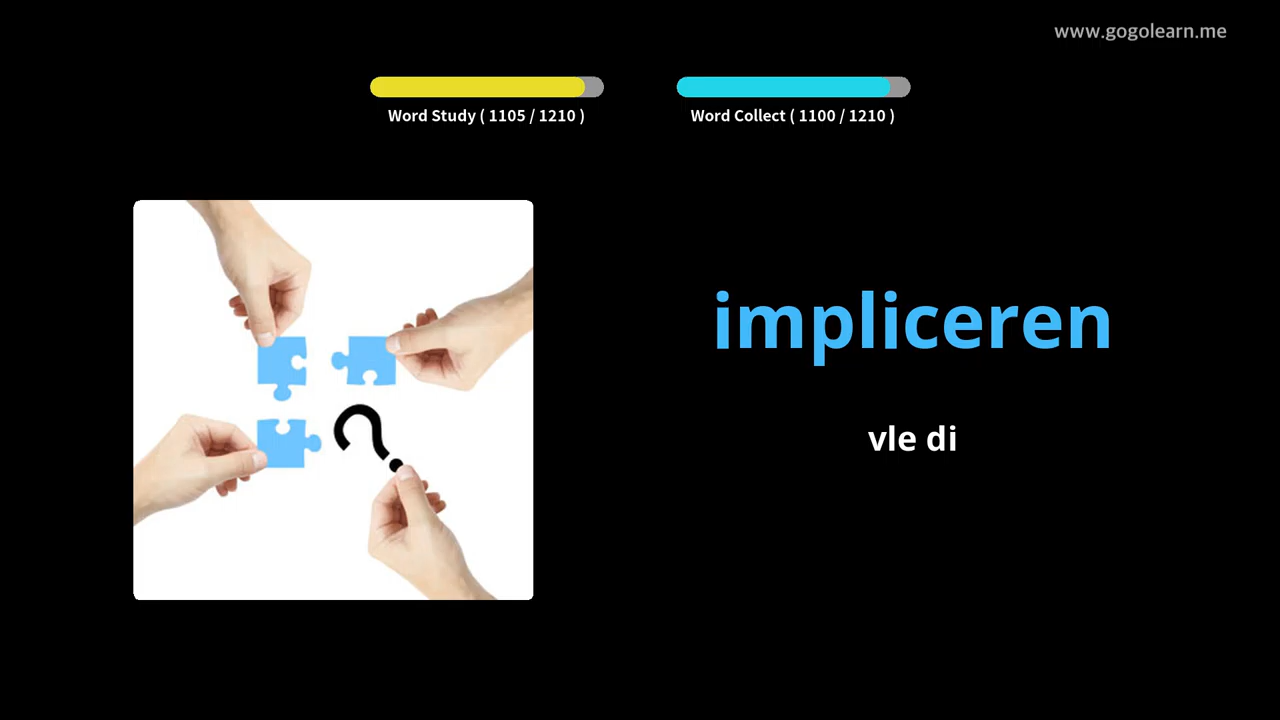 www.gogolearn.me
Word Study ( 1105 / 1210 )
Word Collect ( 1100 / 1210 )
impliceren
vle di